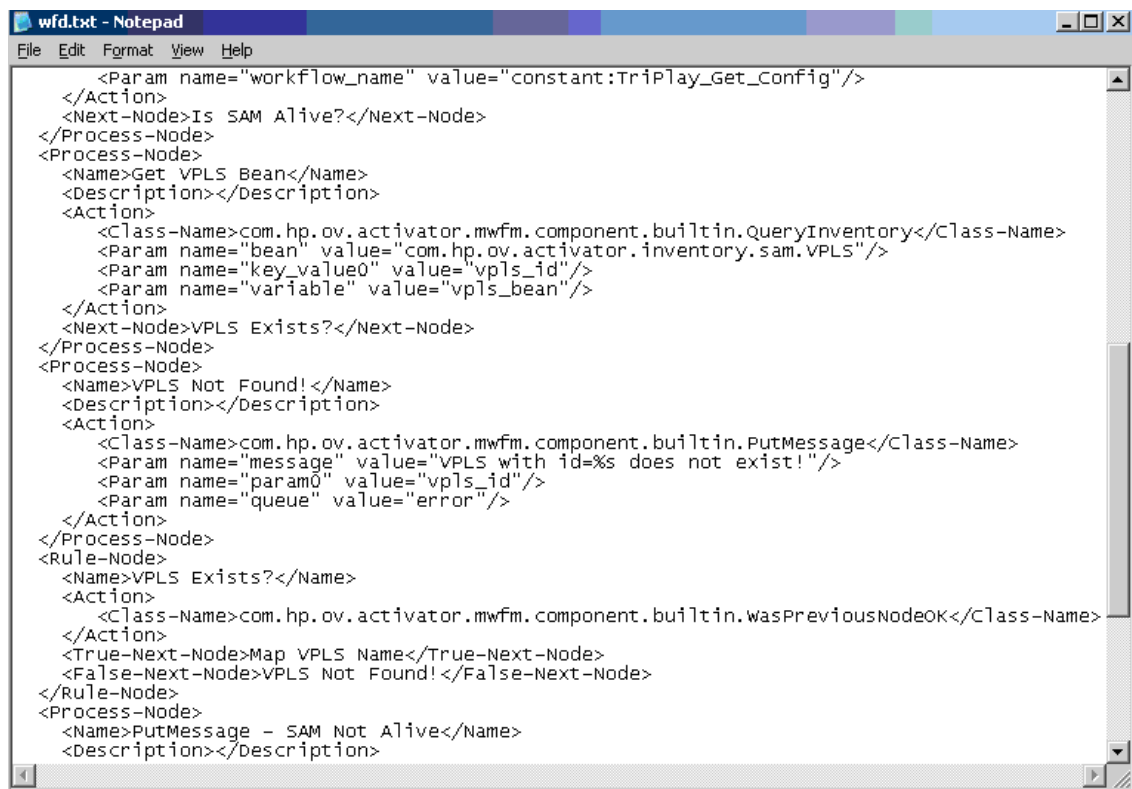 wfd.txt - Notepad
File Edit Format View Help
<Param name="workflow_name" value="constant:TriPlay_Get_Config"/>
</Action>
<Next-Node>Is SAM Alive?</Next-Node>
</Process-Node>
<Process-Node>
<Name>Get VPLS Bean</Name>
<Description></Description>
<Action>
<Class-Name>com.hp.ov.activator.mwfm.component.builtin.QueryInventory</Class-Name>
<Param name="bean" value="com.hp.ov.activator.inventory.sam.VPLS"/>
<Param name="key_value0" value="vpls_id"/>
<Param name="variable" value="vpls_bean"/>
</Action>
<Next-Node>VPLS Exists?</Next-Node>
</Process-Node>
<Process-Node>
<Name>VPLS Not Found!</Name>
<Description></Description>
<Action>
<Class-Name>com.hp.ov.activator.mwfm.component.builtin.PutMessage</Class-Name>
<Param name="message" value="VPLS with id=%s does not exist!"/>
<Param name="param0" value="vpls_id"/>
<Param name="queue" value="error"/>
</Action>
</Process-Node>
<Rule-Node>
<Name>VPLS Exists?</Name>
<Action>
<Class-Name>com.hp.ov.activator.mwfm.component.builtin.WasPreviousNodeOK</Class-Name>
</Action>
<True-Next-Node>Map VPLS Name</True-Next-Node>
<False-Next-Node>VPLS Not Found!</False-Next-Node>
</Rule-Node>
<Process-Node>
<Name>PutMessage - SAM Not Alive</Name>
<Description></Description>